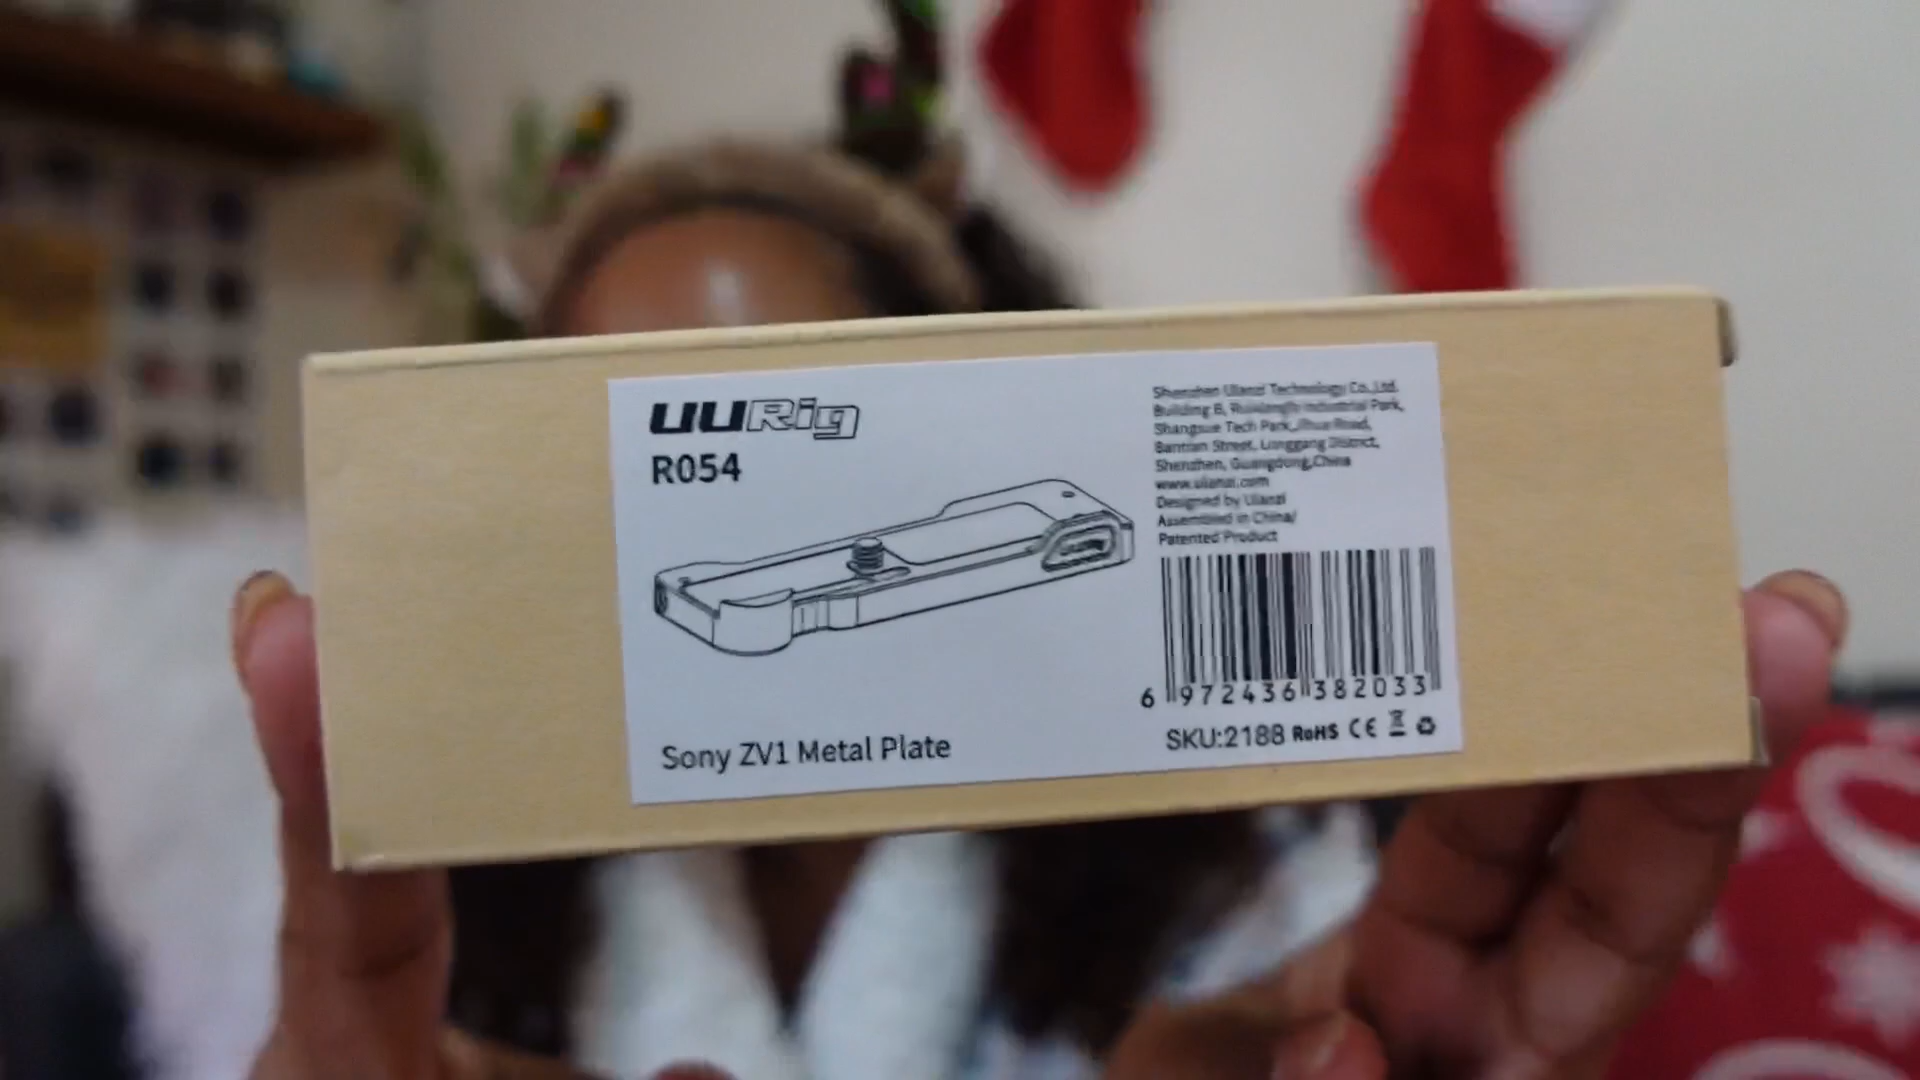 UURig
R054
Sony ZV1 Metal Plate
Shenzhen Ulanzi Technology Co.,Ltd.
Building B, Industrial Park,
Shangxue Tech Park, Jihua Road,
Bantian Street, Longgang District,
Shenzhen, Guangdong,China
www.ulanzi.com
Designed by Ulanzi
Assembled in China/
Patented Product
6 972436 382033
SKU:2188 RoHS CE